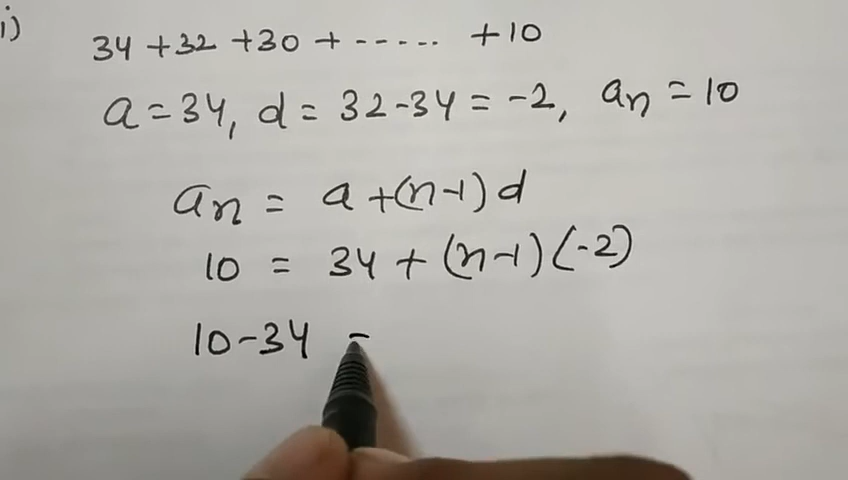 i)
34 +32 +30 + ----- +10
a = 34, d = 32-34 = -2, an = 10
an = a +(n-1) d
10 = 34 + (n-1) (-2)
10-34 =